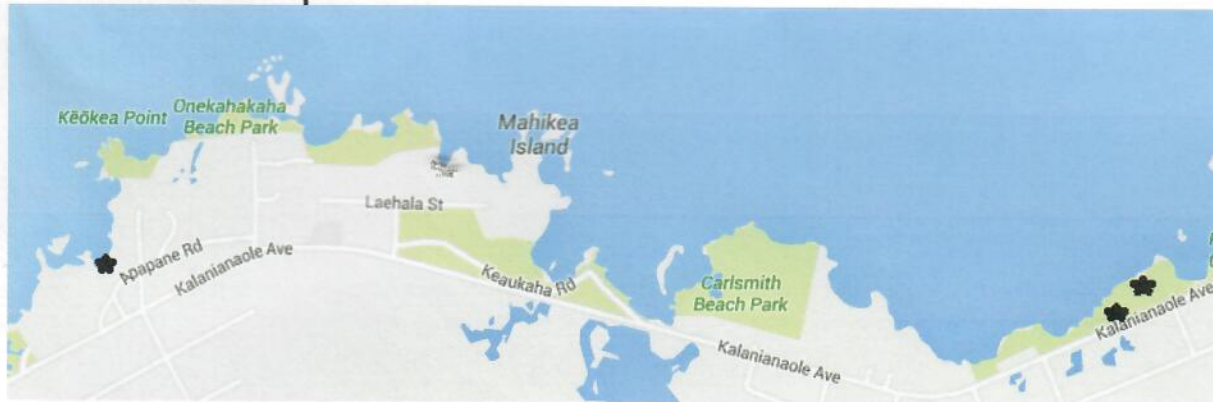 Kēōkea Point
Onekahakaha
Beach Park
Mahikea
Island
Laehala St
Apapane Rd
Kalanianaole Ave
Keaukaha Rd
Carlsmith
Beach Park
Kalanianaole Ave
Kalanianaole Ave